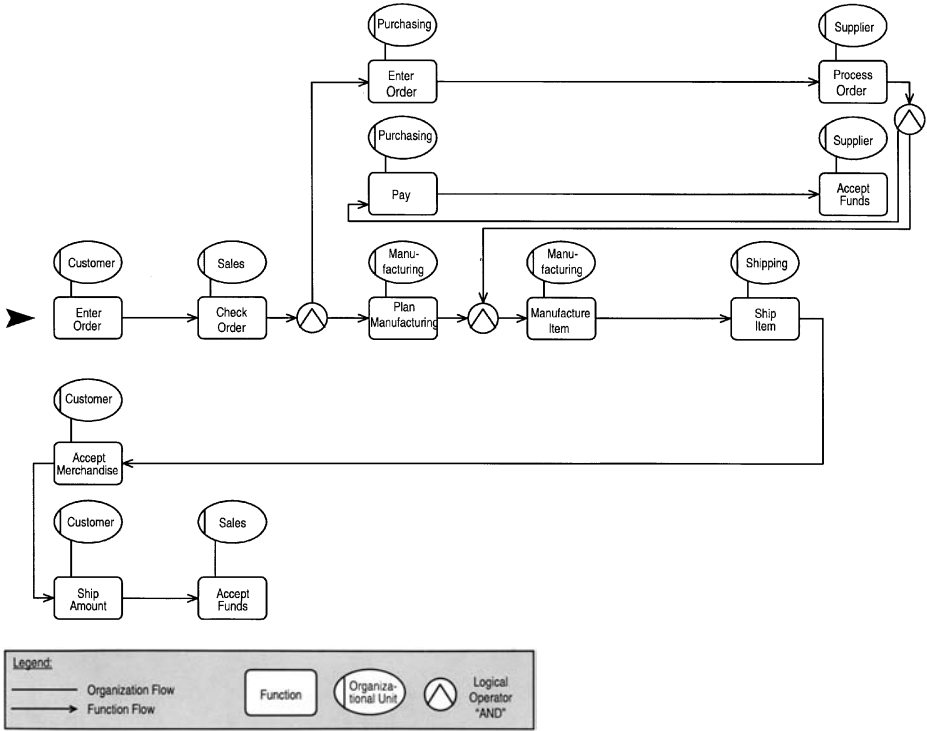 Purchasing
Supplier
Enter
Order
Process
Order
Purchasing
Supplier
Pay
Accept
Funds
Customer
Sales
Manu-
facturing
Manu-
facturing
Shipping
Enter
Order
Check
Order
Plan
Manufacturing
Manufacture
Item
Ship
Item
Customer
Accept
Merchandise
Customer
Sales
Ship
Amount
Accept
Funds
Legend:
Organization Flow
Function Flow
Function
Organiza-
tional Unit
Logical
Operator
"AND"